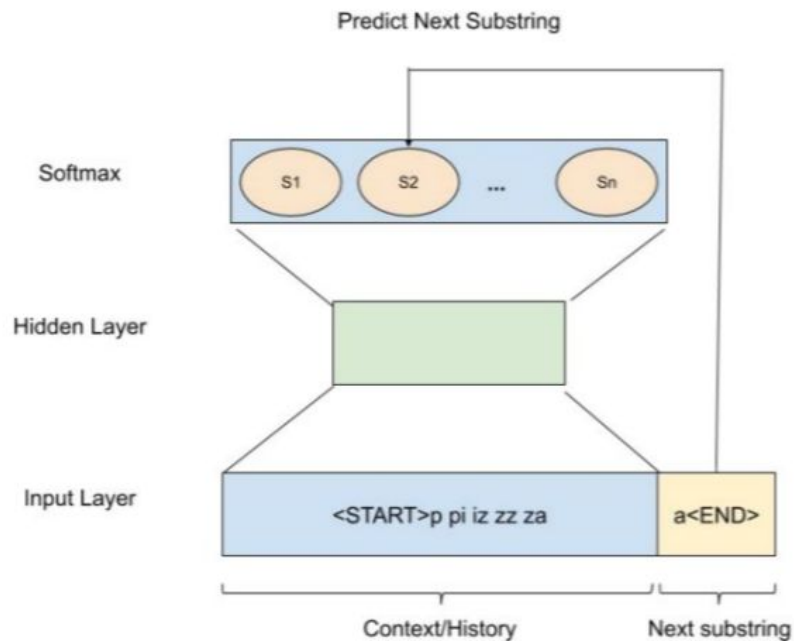 Predict Next Substring
Softmax
S1 S2 ... Sn
Hidden Layer
Input Layer
<START>p pi iz zz za a<END>
Context/History Next substring